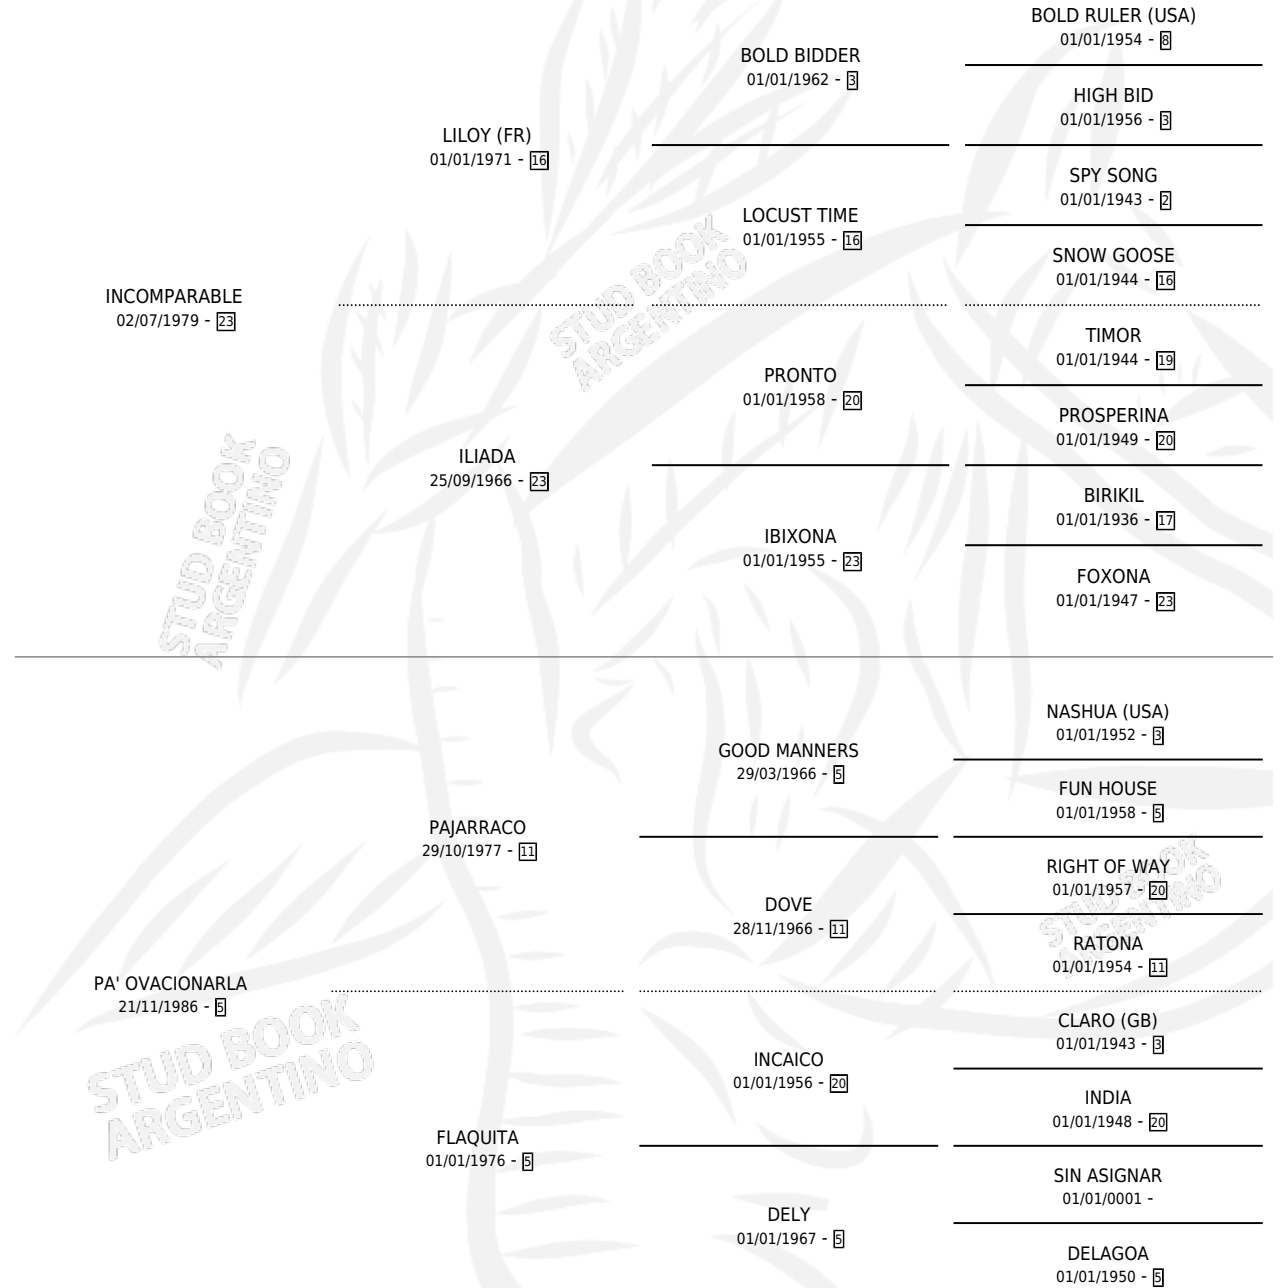 BOLD RULER (USA)
01/01/1954 - 8
BOLD BIDDER
01/01/1962 - 3
HIGH BID
01/01/1956 - 3
LILOY (FR)
01/01/1971 - 16
SPY SONG
01/01/1943 - 2
LOCUST TIME
01/01/1955 - 16
SNOW GOOSE
01/01/1944 - 16
INCOMPARABLE
02/07/1979 - 23
STUD BOOK
ARGENTINO
TIMOR
01/01/1944 - 19
PRONTO
01/01/1958 - 20
PROSPERINA
01/01/1949 - 20
ILIADA
25/09/1966 - 23
BIRIKIL
01/01/1936 - 17
IBIXONA
01/01/1955 - 23
FOXONA
01/01/1947 - 23
STUD BOOK
ARGENTINO
NASHUA (USA)
01/01/1952 - 3
GOOD MANNERS
29/03/1966 - 5
FUN HOUSE
01/01/1958 - 5
PAJARRACO
29/10/1977 - 11
RIGHT OF WAY
01/01/1957 - 20
DOVE
28/11/1966 - 11
RATONA
01/01/1954 - 11
STUD BOOK
ARGENTINO
PA' OVACIONARLA
21/11/1986 - 5
CLARO (GB)
01/01/1943 - 3
INCAICO
01/01/1956 - 20
INDIA
01/01/1948 - 20
STUD BOOK
ARGENTINO
FLAQUITA
01/01/1976 - 5
SIN ASIGNAR
01/01/0001 -
DELY
01/01/1967 - 5
DELAGOA
01/01/1950 - 5